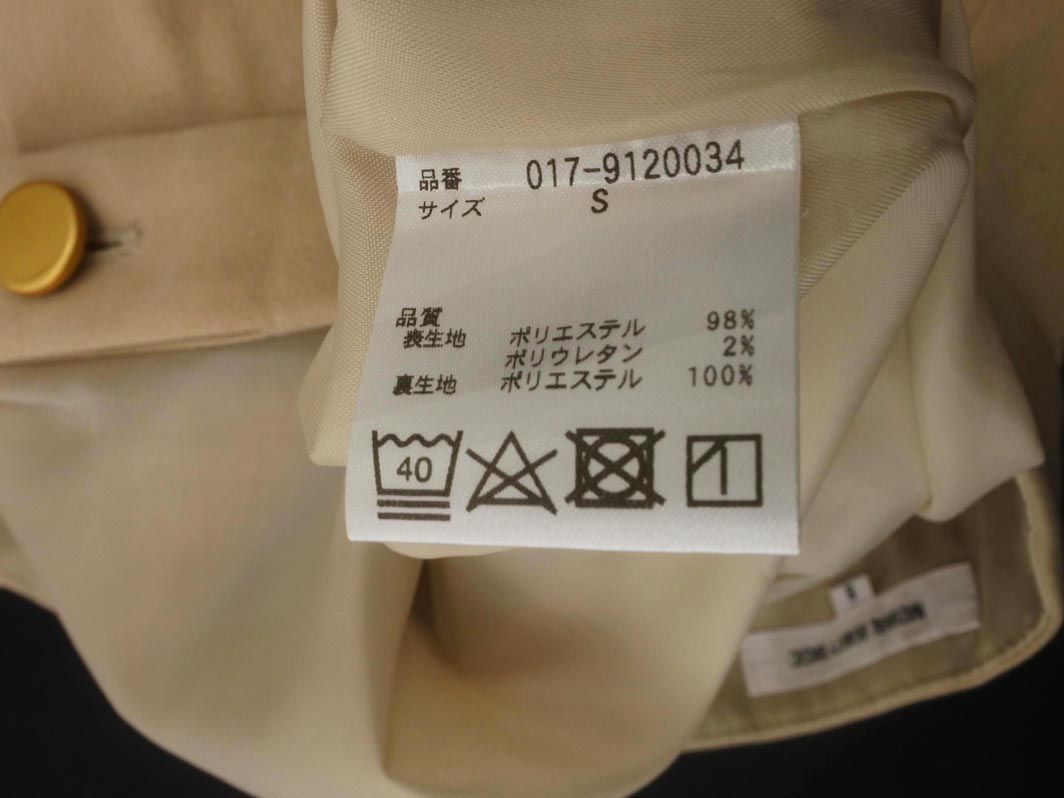 品番 017-9120034
サイズ S
品質
表生地 ポリエステル 98%
ポリウレタン 2%
裏生地 ポリエステル 100%
40